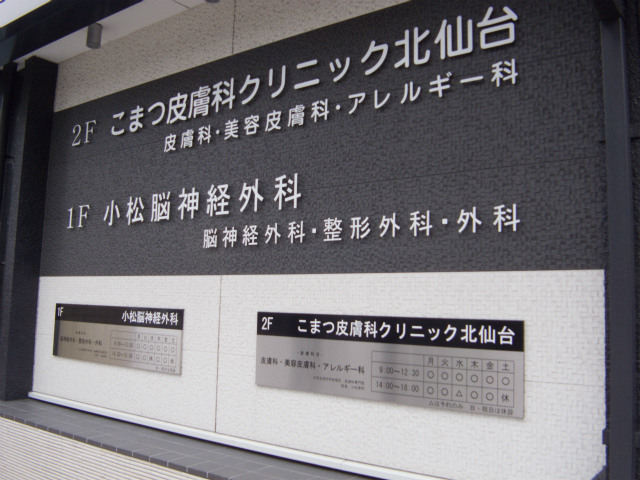 2F こまつ皮膚科クリニック北仙台
皮膚科・美容皮膚科・アレルギー科
1F 小松脳神経外科
脳神経外科・整形外科・外科
1F 小松脳神経外科
2F こまつ皮膚科クリニック北仙台
皮膚科・美容皮膚科・アレルギー科
月 火 水 木 金 土
9:00～12:30 ○ ○ ○ ○ ○ ○
14:00～18:00 ○ ○ △ ○ ○ 休